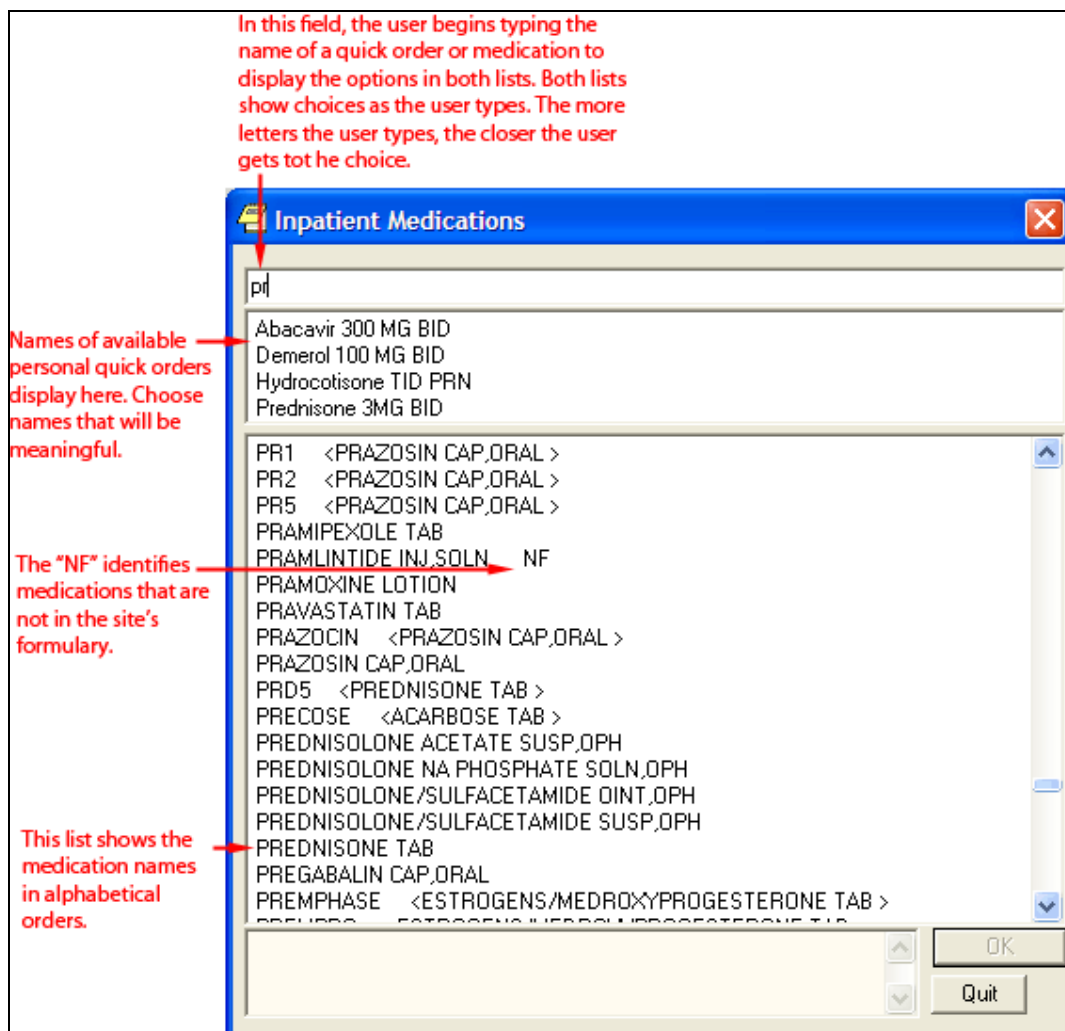 In this field, the user begins typing the
name of a quick order or medication to
display the options in both lists. Both lists
show choices as the user types. The more
letters the user types, the closer the user
gets tot he choice.
Inpatient Medications
pr
Names of available
personal quick orders
display here. Choose
names that will be
meaningful.
Abacavir 300 MG BID
Demerol 100 MG BID
Hydrocotisone TID PRN
Prednisone 3MG BID
PR1 <PRAZOSIN CAP,ORAL >
PR2 <PRAZOSIN CAP,ORAL >
PR5 <PRAZOSIN CAP,ORAL >
PRAMIPEXOLE TAB
PRAMLINTIDE INJ,SOLN NF
PRAMOXINE LOTION
PRAVASTATIN TAB
PRAZOCIN <PRAZOSIN CAP,ORAL >
PRAZOSIN CAP,ORAL
PRD5 <PREDNISONE TAB >
PRECOSE <ACARBOSE TAB >
PREDNISOLONE ACETATE SUSP,OPH
PREDNISOLONE NA PHOSPHATE SOLN,OPH
PREDNISOLONE/SULFACETAMIDE OINT,OPH
PREDNISOLONE/SULFACETAMIDE SUSP,OPH
PREDNISONE TAB
PREGABALIN CAP,ORAL
PREMPHASE <ESTROGENS/MEDROXYPROGESTERONE TAB >
The "NF" identifies
medications that are
not in the site's
formulary.
This list shows the
medication names
in alphabetical
orders.
OK
Quit